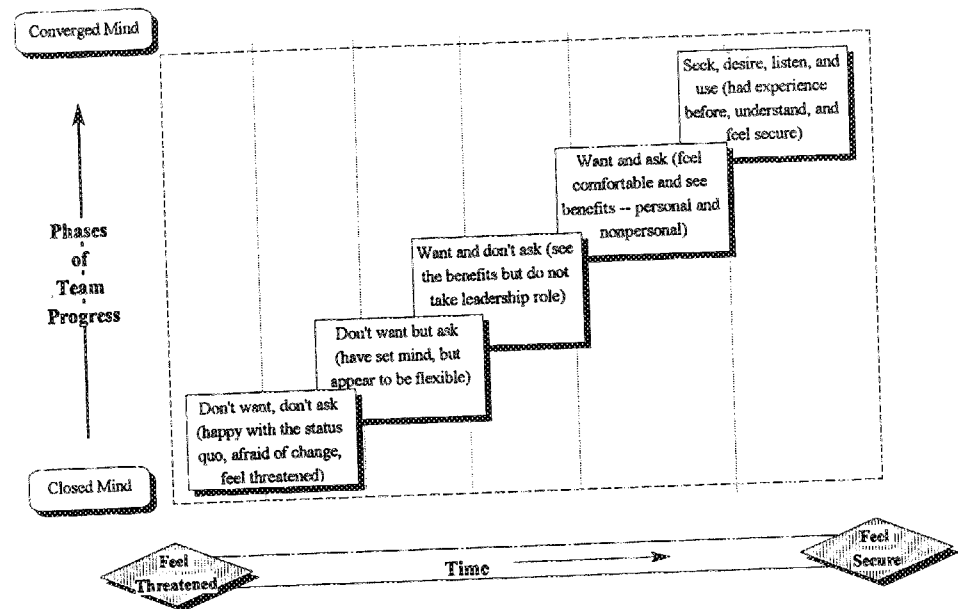 Converged Mind
Seek, desire, listen, and
use (had experience
before, understand, and
feel secure)
Want and ask (feel
comfortable and see
benefits -- personal and
nonpersonal)
Phases
of
Team
Progress
Want and don't ask (see
the benefits but do not
take leadership role)
Don't want but ask
(have set mind, but
appear to be flexible)
Don't want, don't ask
(happy with the status
quo, afraid of change,
feel threatened)
Closed Mind
Feel
Threatened
Time
Feel
Secure